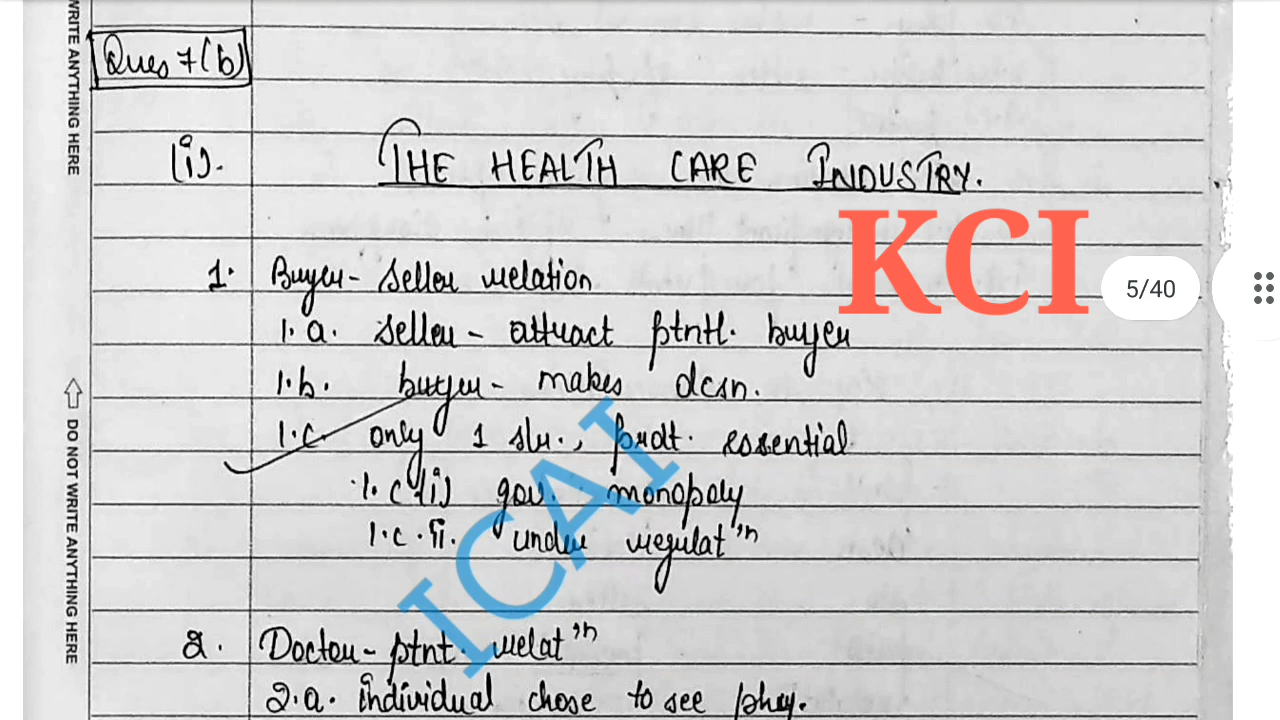 WRITE ANYTHING HERE
DO NOT WRITE ANYTHING HERE
Ques 7(b)
(i). THE HEALTH CARE INDUSTRY.
KCI
5/40
1. Buyer - seller relation
1.a. seller - attract ptntl. buyer
1.b. buyer - makes dcsn.
1.c. only 1 slr., prdt. essential
1.c (i) gov. monopoly
1.c.ii. under regulat'n
ICAI
2. Doctor - ptnt. relat'n
2.a. individual chose to see phy.